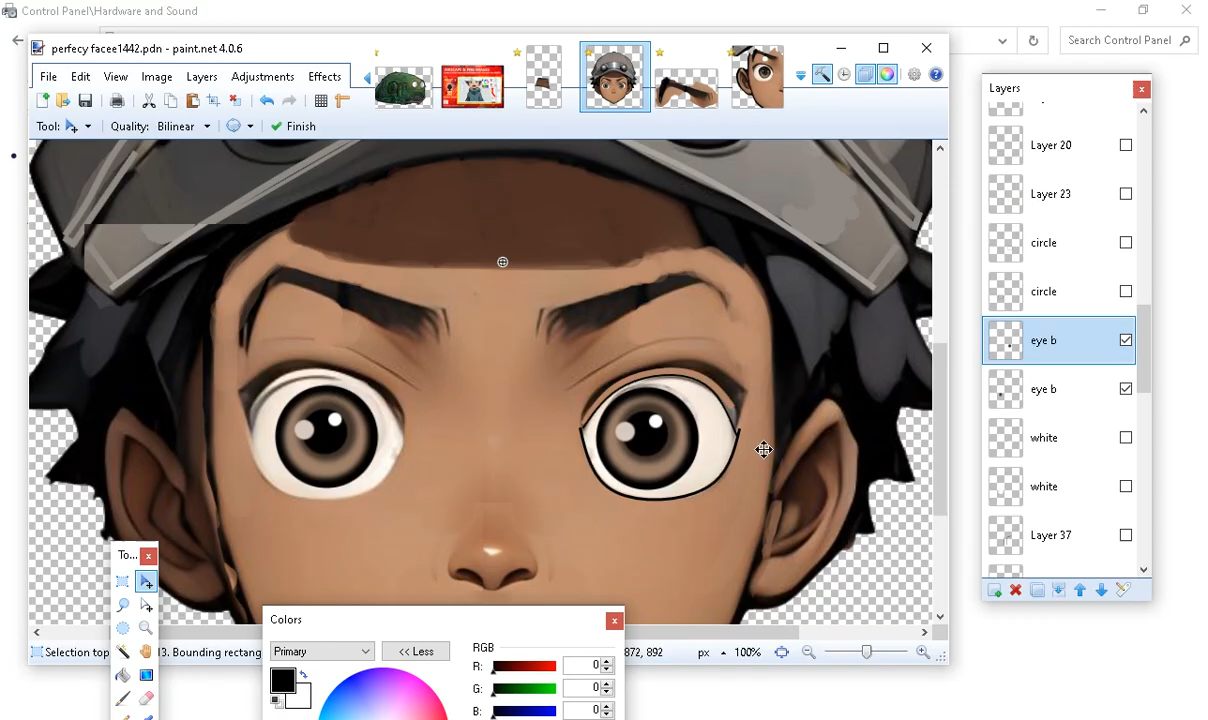 Control Panel\Hardware and Sound
Search Control Panel
perfecy facee1442.pdn - paint.net 4.0.6
File Edit View Image Adjustments Effects
Tool: Quality: Bilinear Finish
Layers
Layer 20
Layer 23
circle
circle
eye b
eye b
white
white
Layer 37
To...
Colors
Primary
<< Less
RGB
R: 0
G: 0
B: 0
Selection top
13. Bounding rectang
872, 892
px
100%